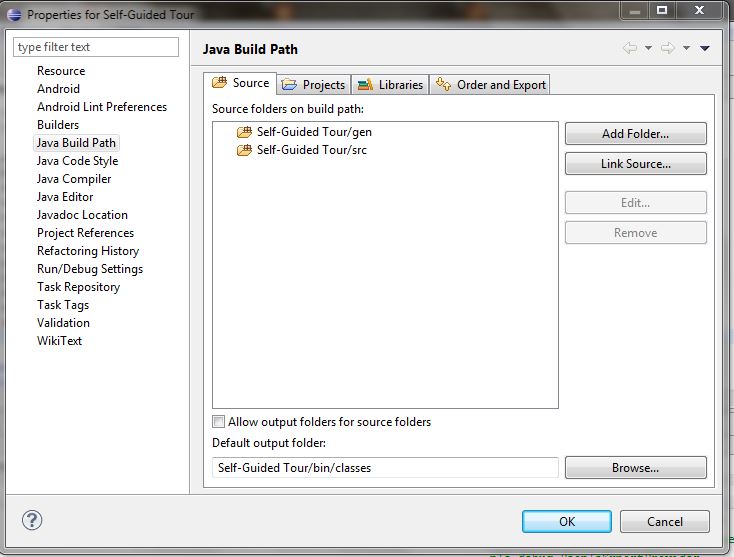 Properties for Self-Guided Tour
type filter text
Resource
Android
Android Lint Preferences
Builders
Java Build Path
Java Code Style
Java Compiler
Java Editor
Javadoc Location
Project References
Refactoring History
Run/Debug Settings
Task Repository
Task Tags
Validation
WikiText
Java Build Path
Source Projects Libraries Order and Export
Source folders on build path:
Self-Guided Tour/gen
Self-Guided Tour/src
Add Folder...
Link Source...
Edit...
Remove
Allow output folders for source folders
Default output folder:
Self-Guided Tour/bin/classes
Browse...
OK
Cancel